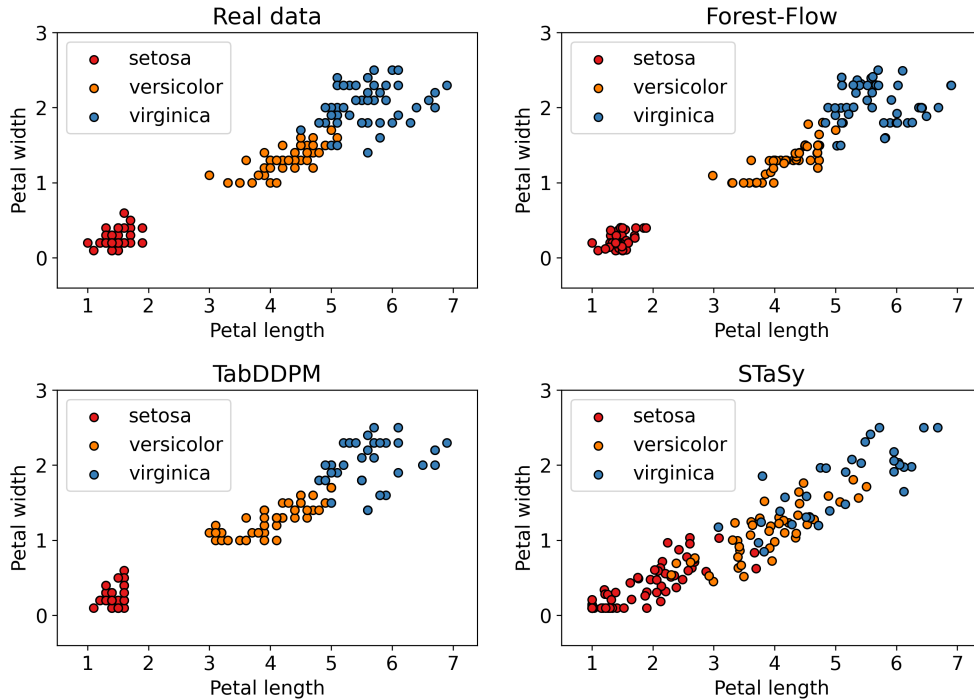 Real data
3
2
1
0
Petal width
setosa
versicolor
virginica
1 2 3 4 5 6 7
Petal length
Forest-Flow
3
2
1
0
Petal width
setosa
versicolor
virginica
1 2 3 4 5 6 7
Petal length
TabDDPM
3
2
1
0
Petal width
setosa
versicolor
virginica
1 2 3 4 5 6 7
Petal length
STaSy
3
2
1
0
Petal width
setosa
versicolor
virginica
1 2 3 4 5 6 7
Petal length